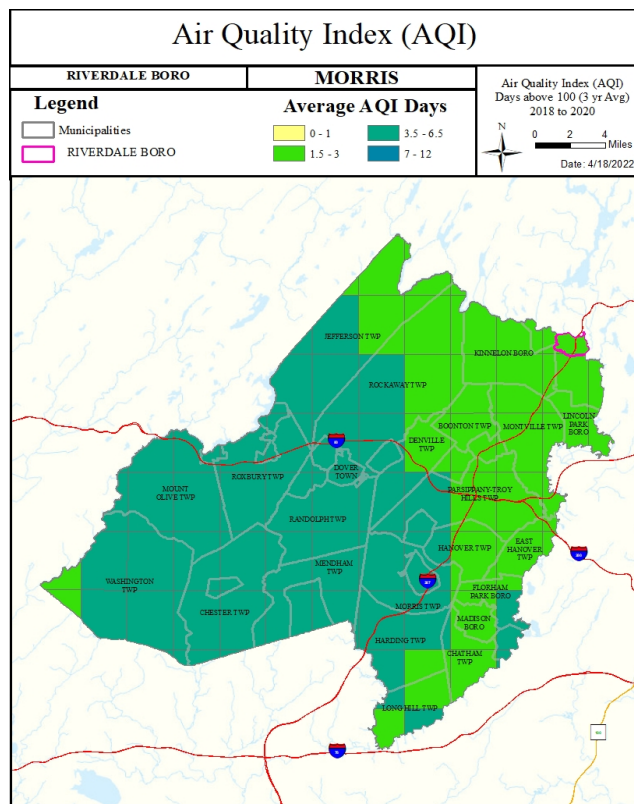 Air Quality Index (AQI)
RIVERDALE BORO
MORRIS
Air Quality Index (AQI)
Days above 100 (3 yr Avg)
2018 to 2020
N
0 2 4
Miles
Date: 4/18/2022
Legend
Municipalities
RIVERDALE BORO
Average AQI Days
0 - 1
3.5 - 6.5
1.5 - 3
7 - 12
JEFFERSON TWP
KINNELON BORO
ROCKAWAY TWP
LINCOLN
PARK
BORO
BOONTON TWP
MONTVILLE TWP
DENVILLE
TWP
80
DOVER
TOWN
ROXBURY TWP
MOUNT
OLIVE TWP
PARSIPPANY-TROY
HILLS TWP
RANDOLPH TWP
HANOVER TWP
EAST
HANOVER
TWP
280
MENDHAM
TWP
WASHINGTON
TWP
287
FLORHAM
PARK BORO
CHESTER TWP
MORRIS TWP
MADISON
BORO
HARDING TWP
CHATHAM
TWP
LONG HILL TWP
78